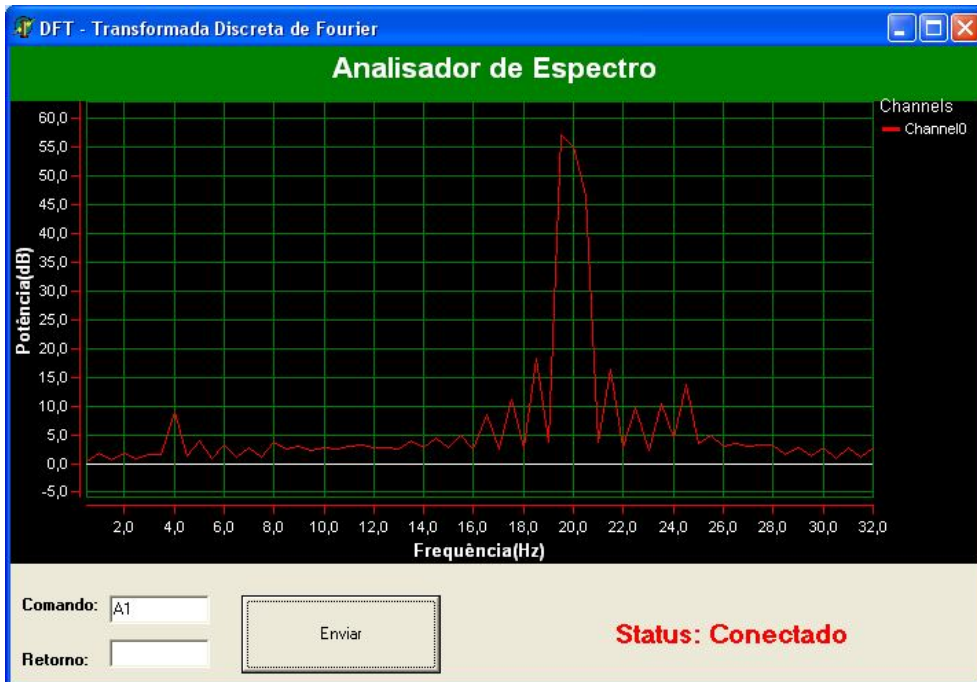 DFT - Transformada Discreta de Fourier
Analisador de Espectro
Channels
Channel0
60,0
55,0
50,0
45,0
40,0
35,0
30,0
25,0
20,0
15,0
10,0
5,0
0,0
-5,0
Potência(dB)
2,0 4,0 6,0 8,0 10,0 12,0 14,0 16,0 18,0 20,0 22,0 24,0 26,0 28,0 30,0 32,0
Frequência(Hz)
Comando: A1
Enviar
Status: Conectado
Retorno: